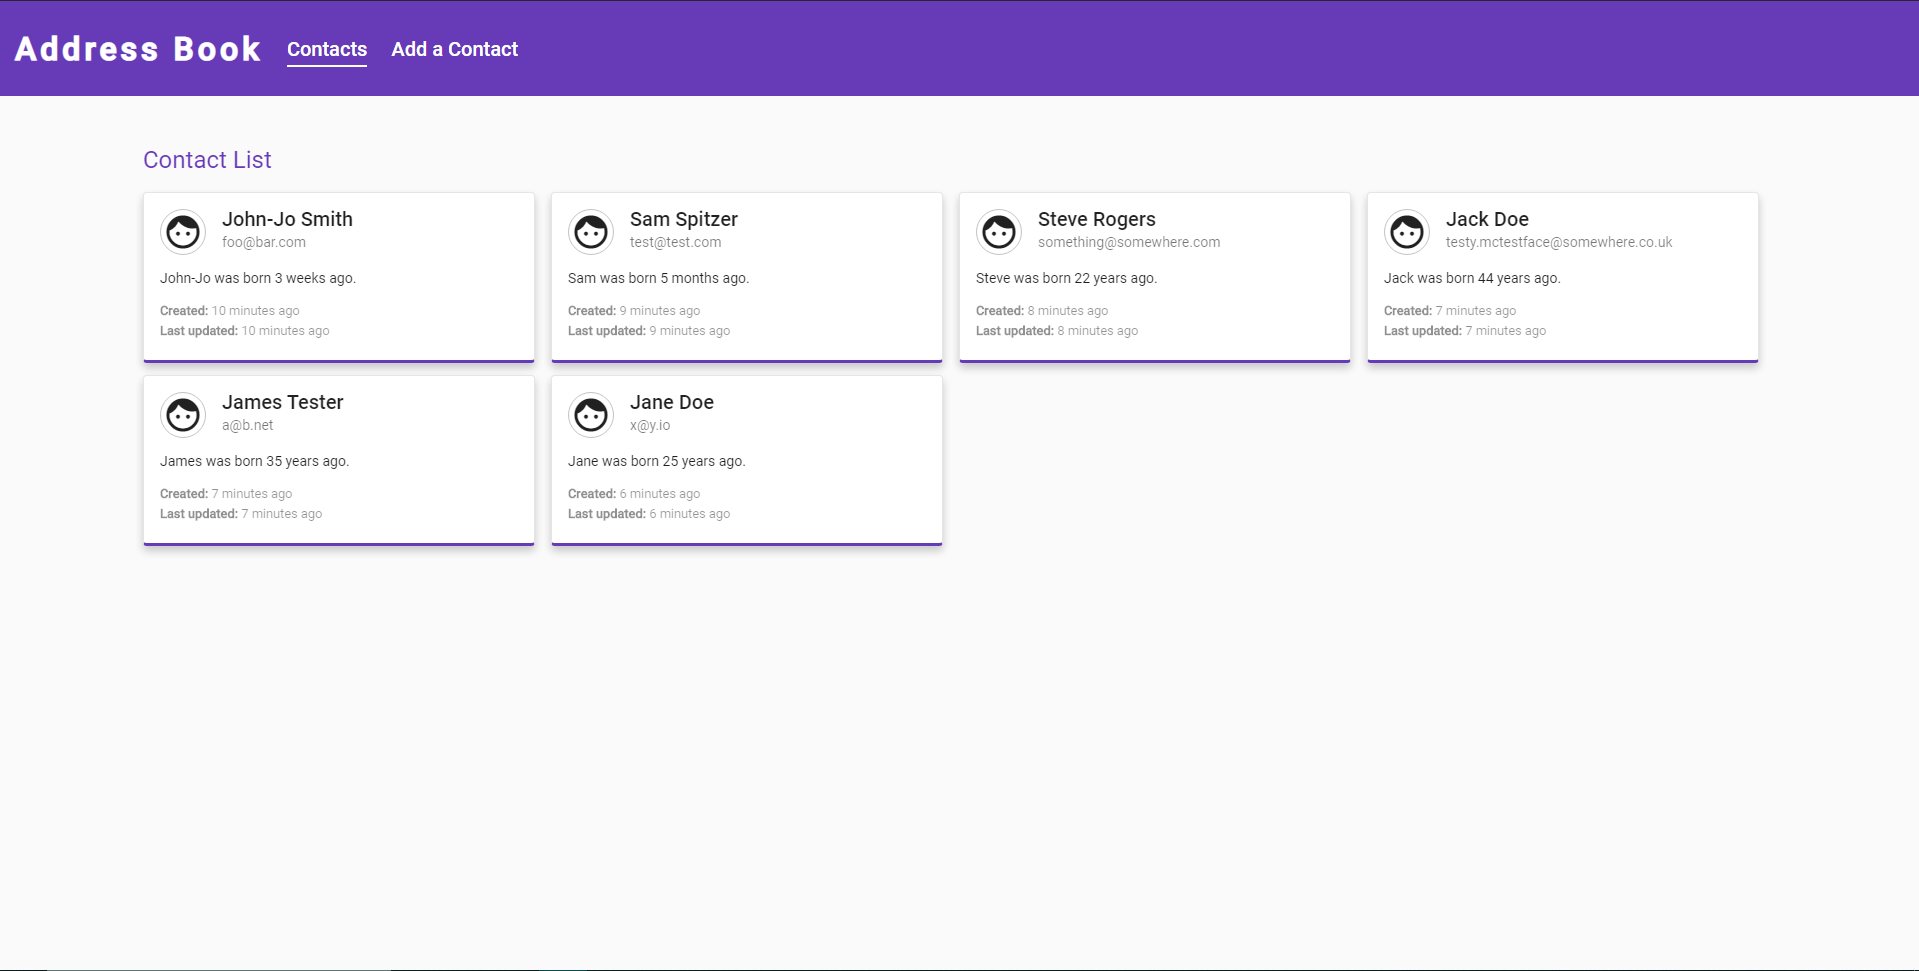 Address Book Contacts Add a Contact
Contact List
John-Jo Smith
foo@bar.com
John-Jo was born 3 weeks ago.
Created: 10 minutes ago
Last updated: 10 minutes ago
Sam Spitzer
test@test.com
Sam was born 5 months ago.
Created: 9 minutes ago
Last updated: 9 minutes ago
Steve Rogers
something@somewhere.com
Steve was born 22 years ago.
Created: 8 minutes ago
Last updated: 8 minutes ago
Jack Doe
testy.mctestface@somewhere.co.uk
Jack was born 44 years ago.
Created: 7 minutes ago
Last updated: 7 minutes ago
James Tester
a@b.net
James was born 35 years ago.
Created: 7 minutes ago
Last updated: 7 minutes ago
Jane Doe
x@y.io
Jane was born 25 years ago.
Created: 6 minutes ago
Last updated: 6 minutes ago